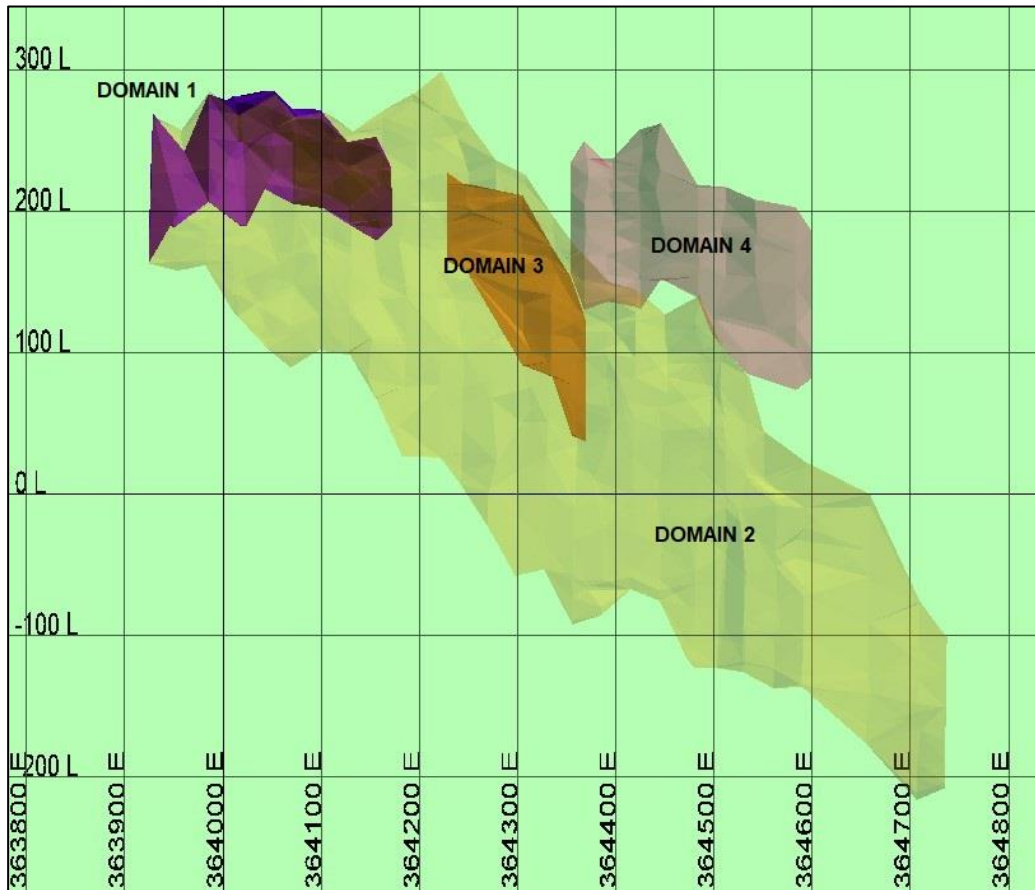 300 L
DOMAIN 1
200 L
DOMAIN 4
DOMAIN 3
100 L
0 L
DOMAIN 2
-100 L
-200 L
363800 E
363900 E
364000 E
364100 E
364200 E
364300 E
364400 E
364500 E
364600 E
364700 E
364800 E